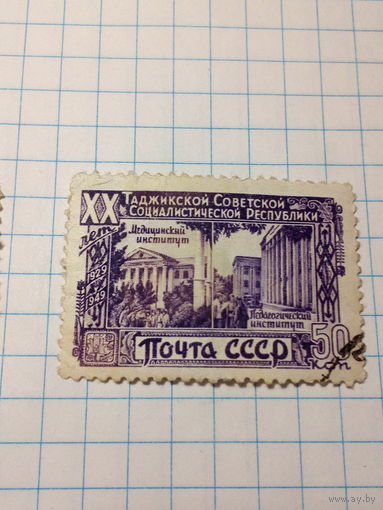 XX лет
Таджикской Советской
Социалистической Республики
1929
1949
Медицинский
институт
Педагогический
институт
Почта СССР
50
коп
www.ay.by